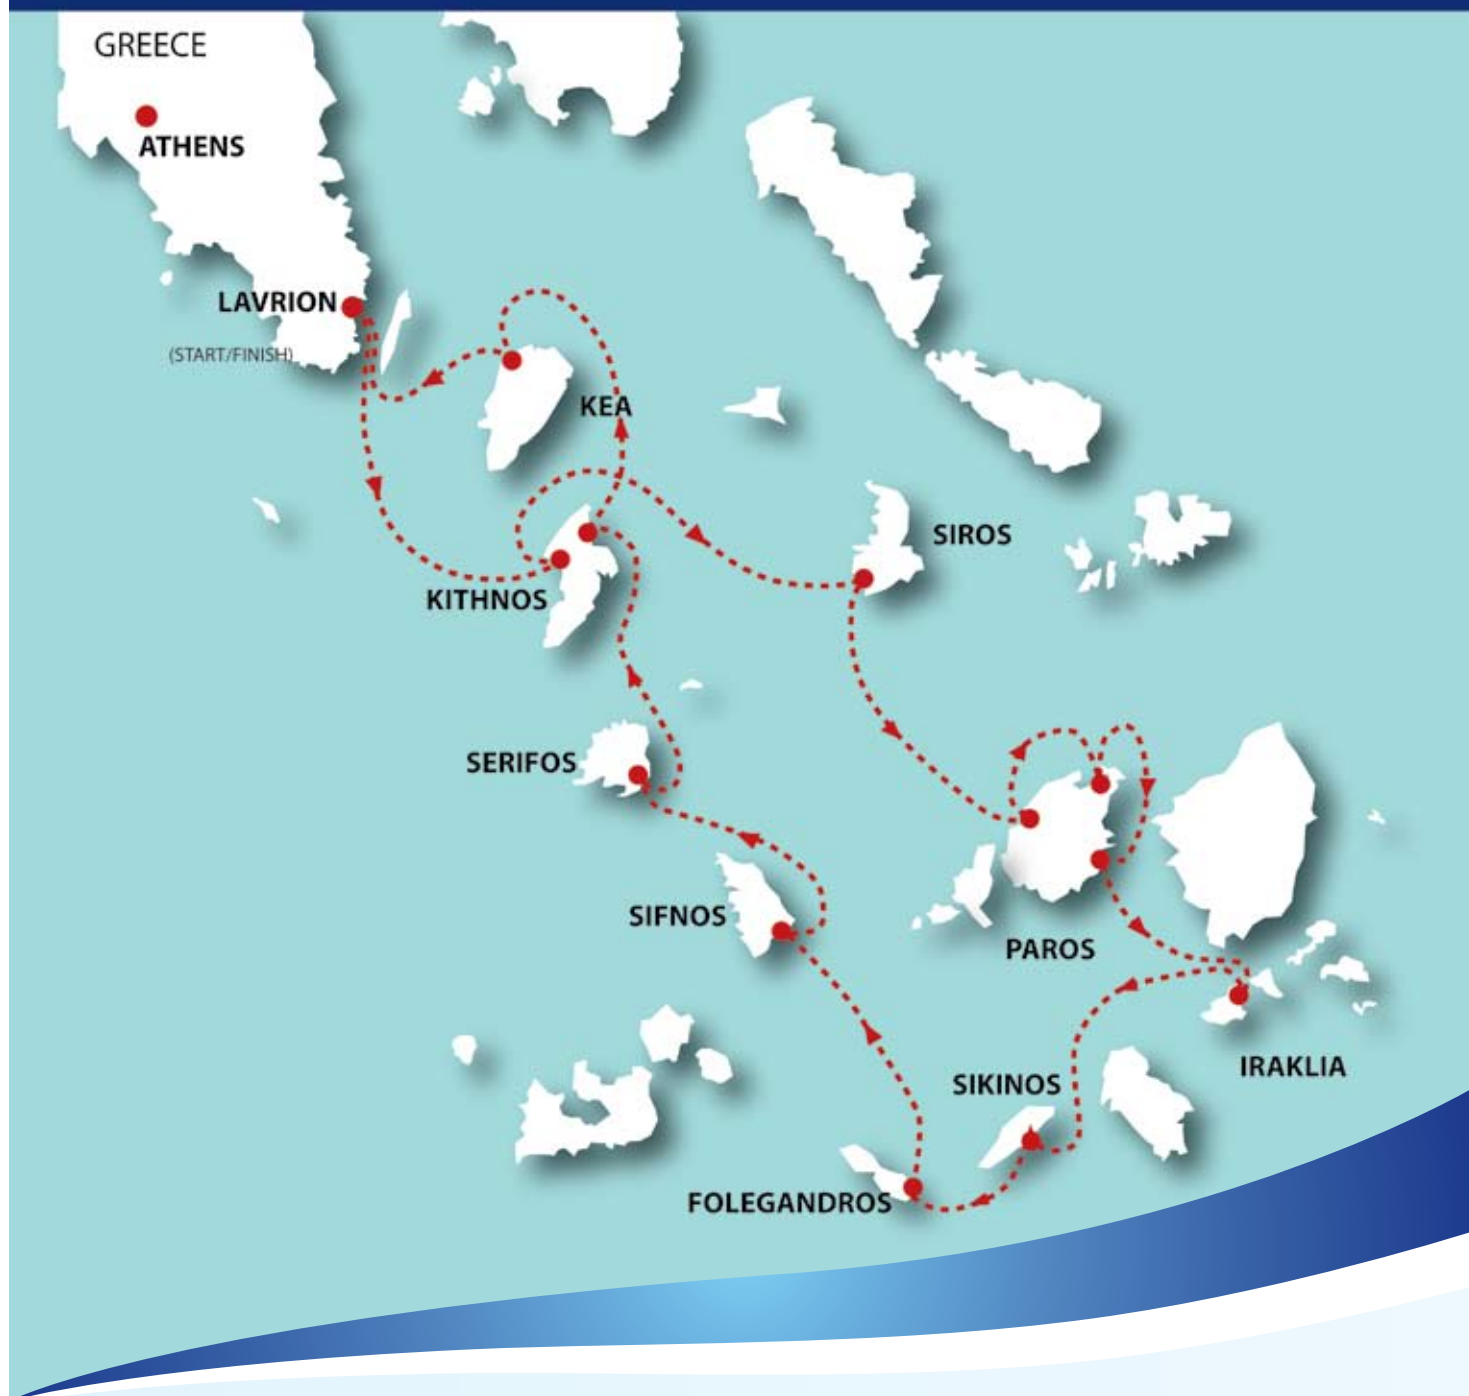 GREECE
ATHENS
LAVRION
(START/FINISH)
KEA
SIROS
KITHNOS
SERIFOS
SIFNOS
PAROS
IRAKLIA
SIKINOS
FOLEGANDROS